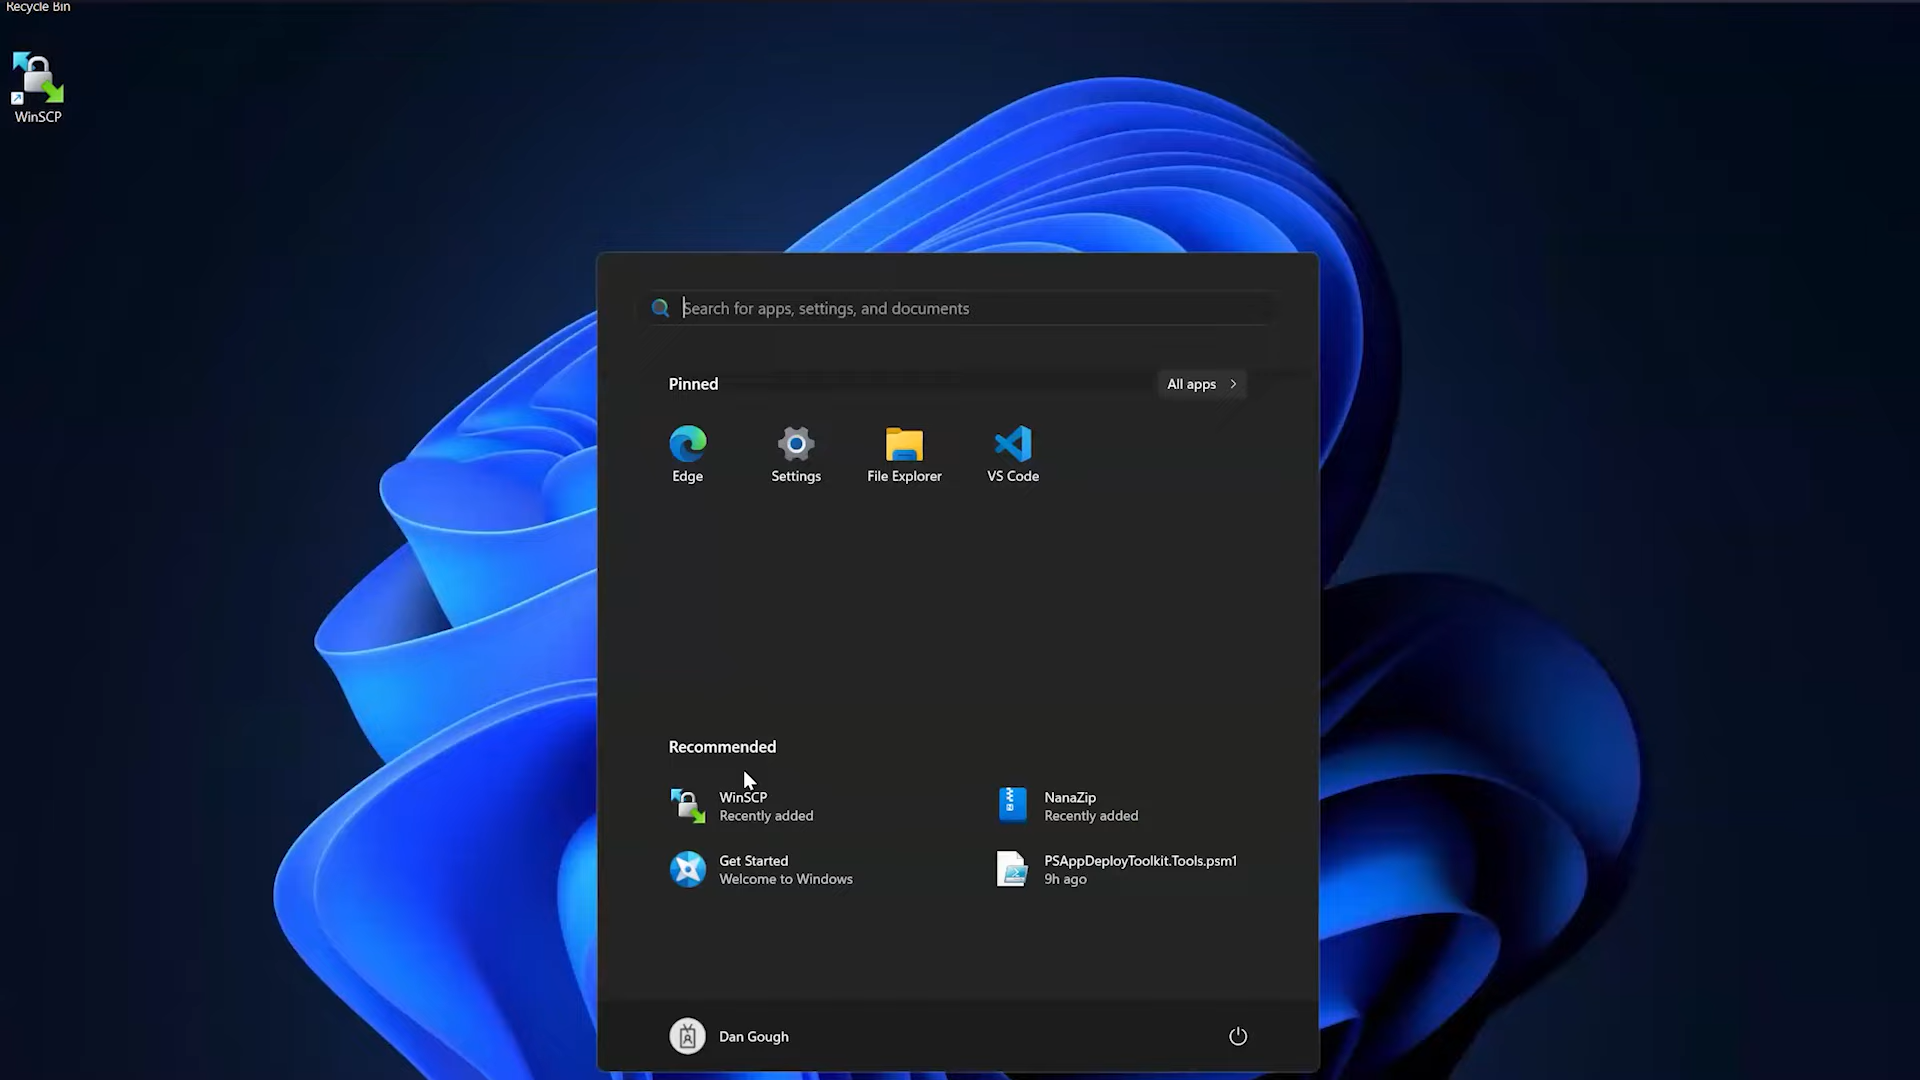 Recycle Bin
WinSCP
Search for apps, settings, and documents
Pinned
All apps
Edge
Settings
File Explorer
VS Code
Recommended
WinSCP
Recently added
NanaZip
Recently added
Get Started
Welcome to Windows
PSAppDeployToolkit.Tools.psm1
9h ago
Dan Gough